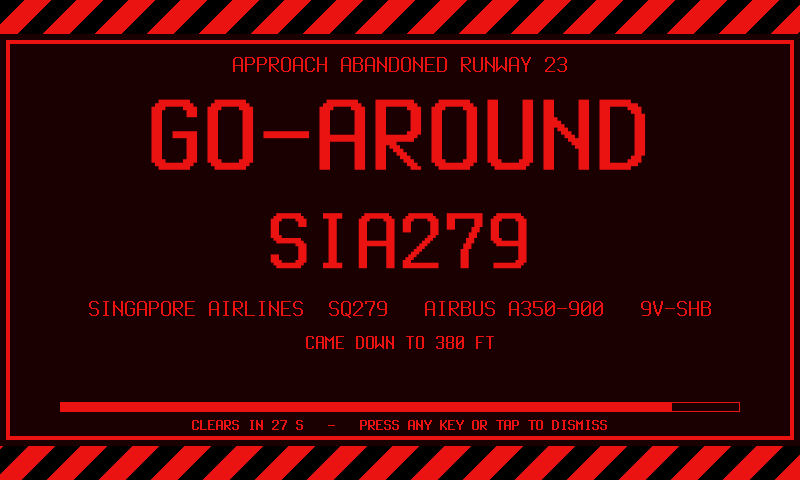 APPROACH ABANDONED RUNWAY 23
GO-AROUND
SIA279
SINGAPORE AIRLINES  SQ279   AIRBUS A350-900   9V-SHB
CAME DOWN TO 380 FT
CLEARS IN 27 S   -   PRESS ANY KEY OR TAP TO DISMISS